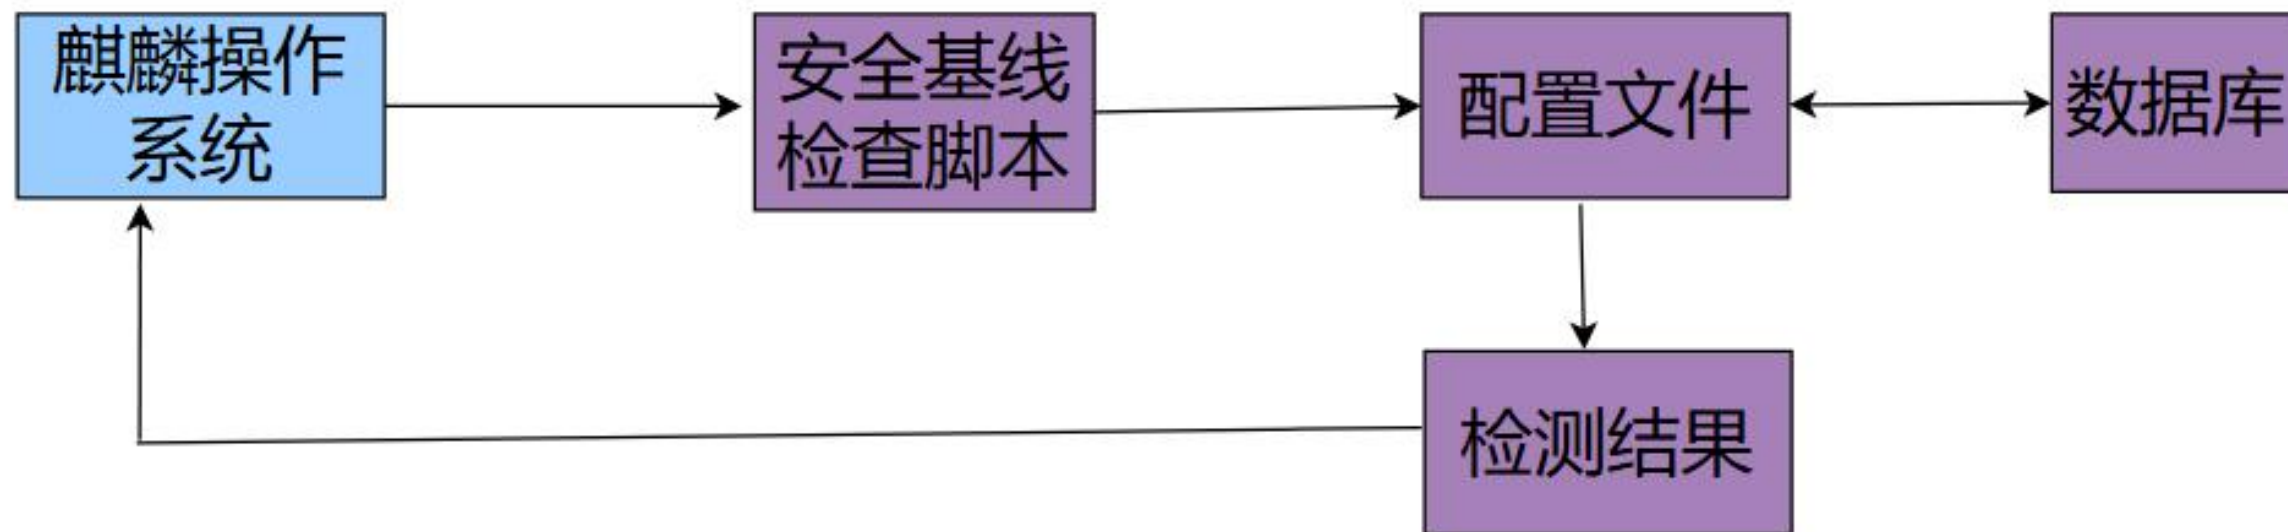 麒麟操作
系统
安全基线
检查脚本
配置文件
数据库
检测结果